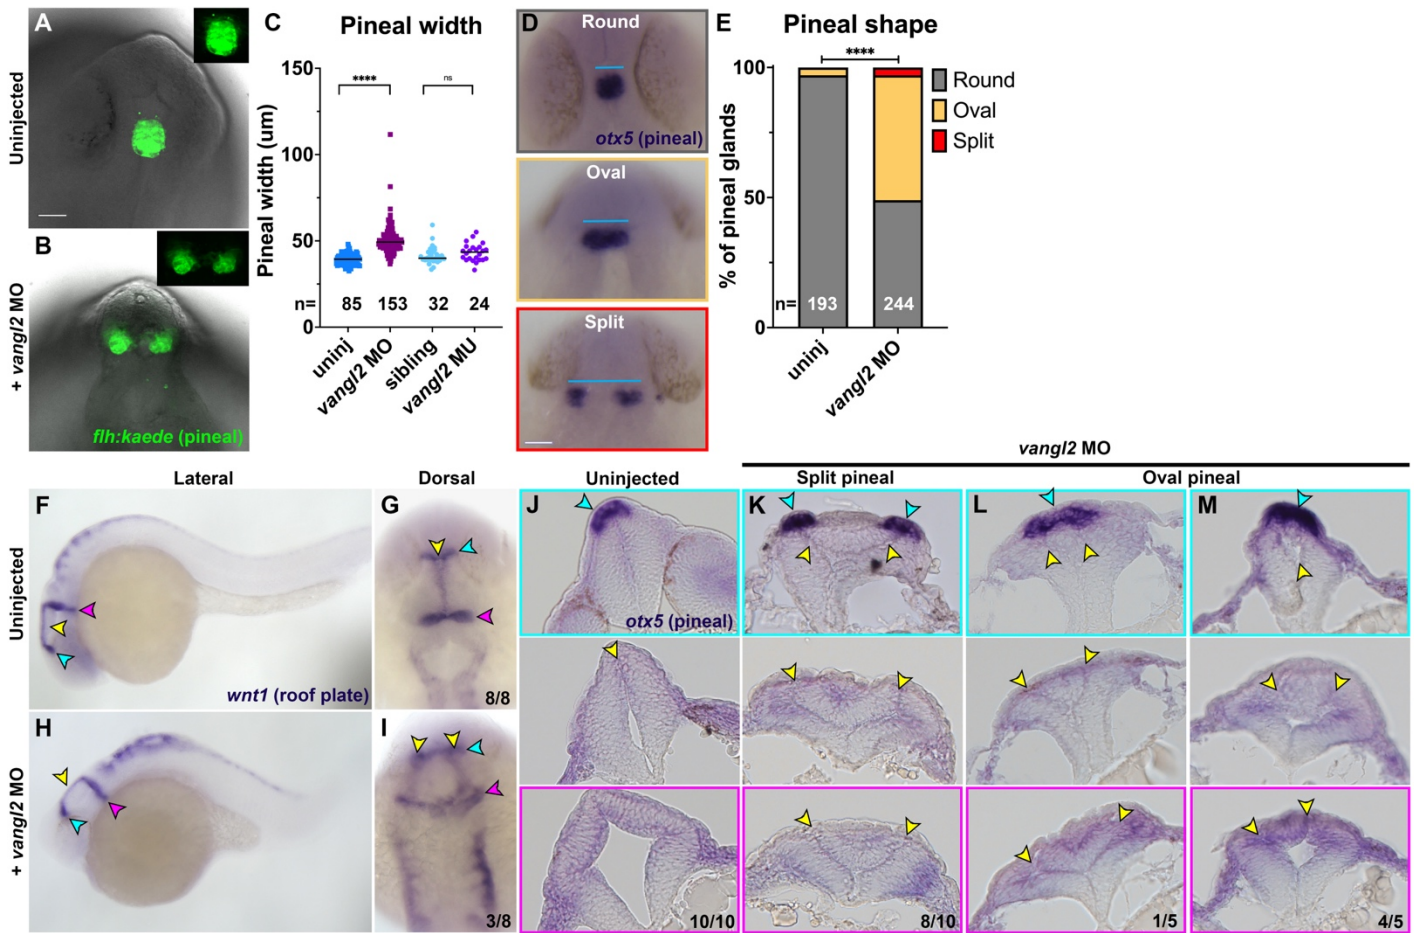 A
Uninjected
B
+ vangl2 MO
flh:kaede (pineal)
C
Pineal width
Pineal width (um)
150
100
50
0
****
ns
n=
85
153
32
24
uninj
vangl2 MO
sibling
vangl2 MU
D
Round
otx5 (pineal)
Oval
Split
E
Pineal shape
****
% of pineal glands
100
50
0
n=
193
244
uninj
vangl2 MO
Round
Oval
Split
Lateral
Dorsal
Uninjected
F
wnt1 (roof plate)
G
8/8
+ vangl2 MO
H
I
3/8
vangl2 MO
Uninjected
Split pineal
Oval pineal
J
otx5 (pineal)
10/10
K
8/10
L
1/5
M
4/5